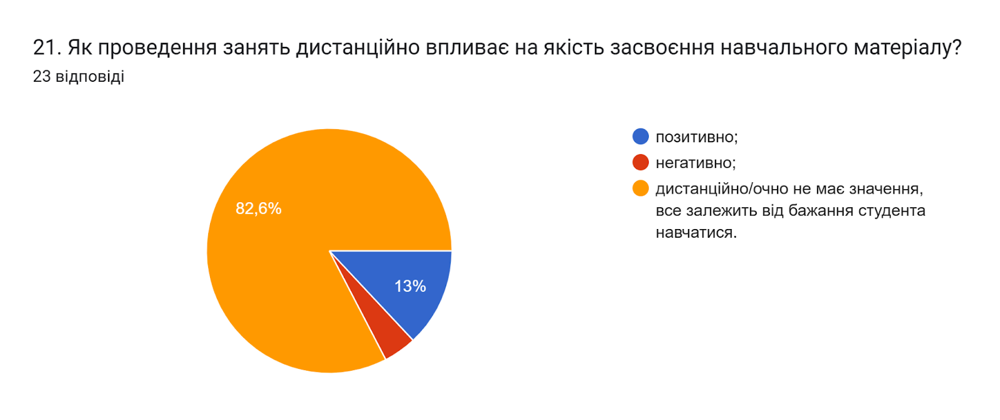 21. Як проведення занять дистанційно впливає на якість засвоєння навчального матеріалу?
23 відповіді
позитивно;
негативно;
дистанційно/очно не має значення,
все залежить від бажання студента
навчатися.
82,6%
13%